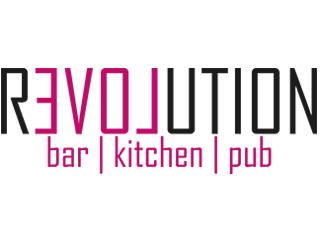 REVOLUTION
bar | kitchen | pub